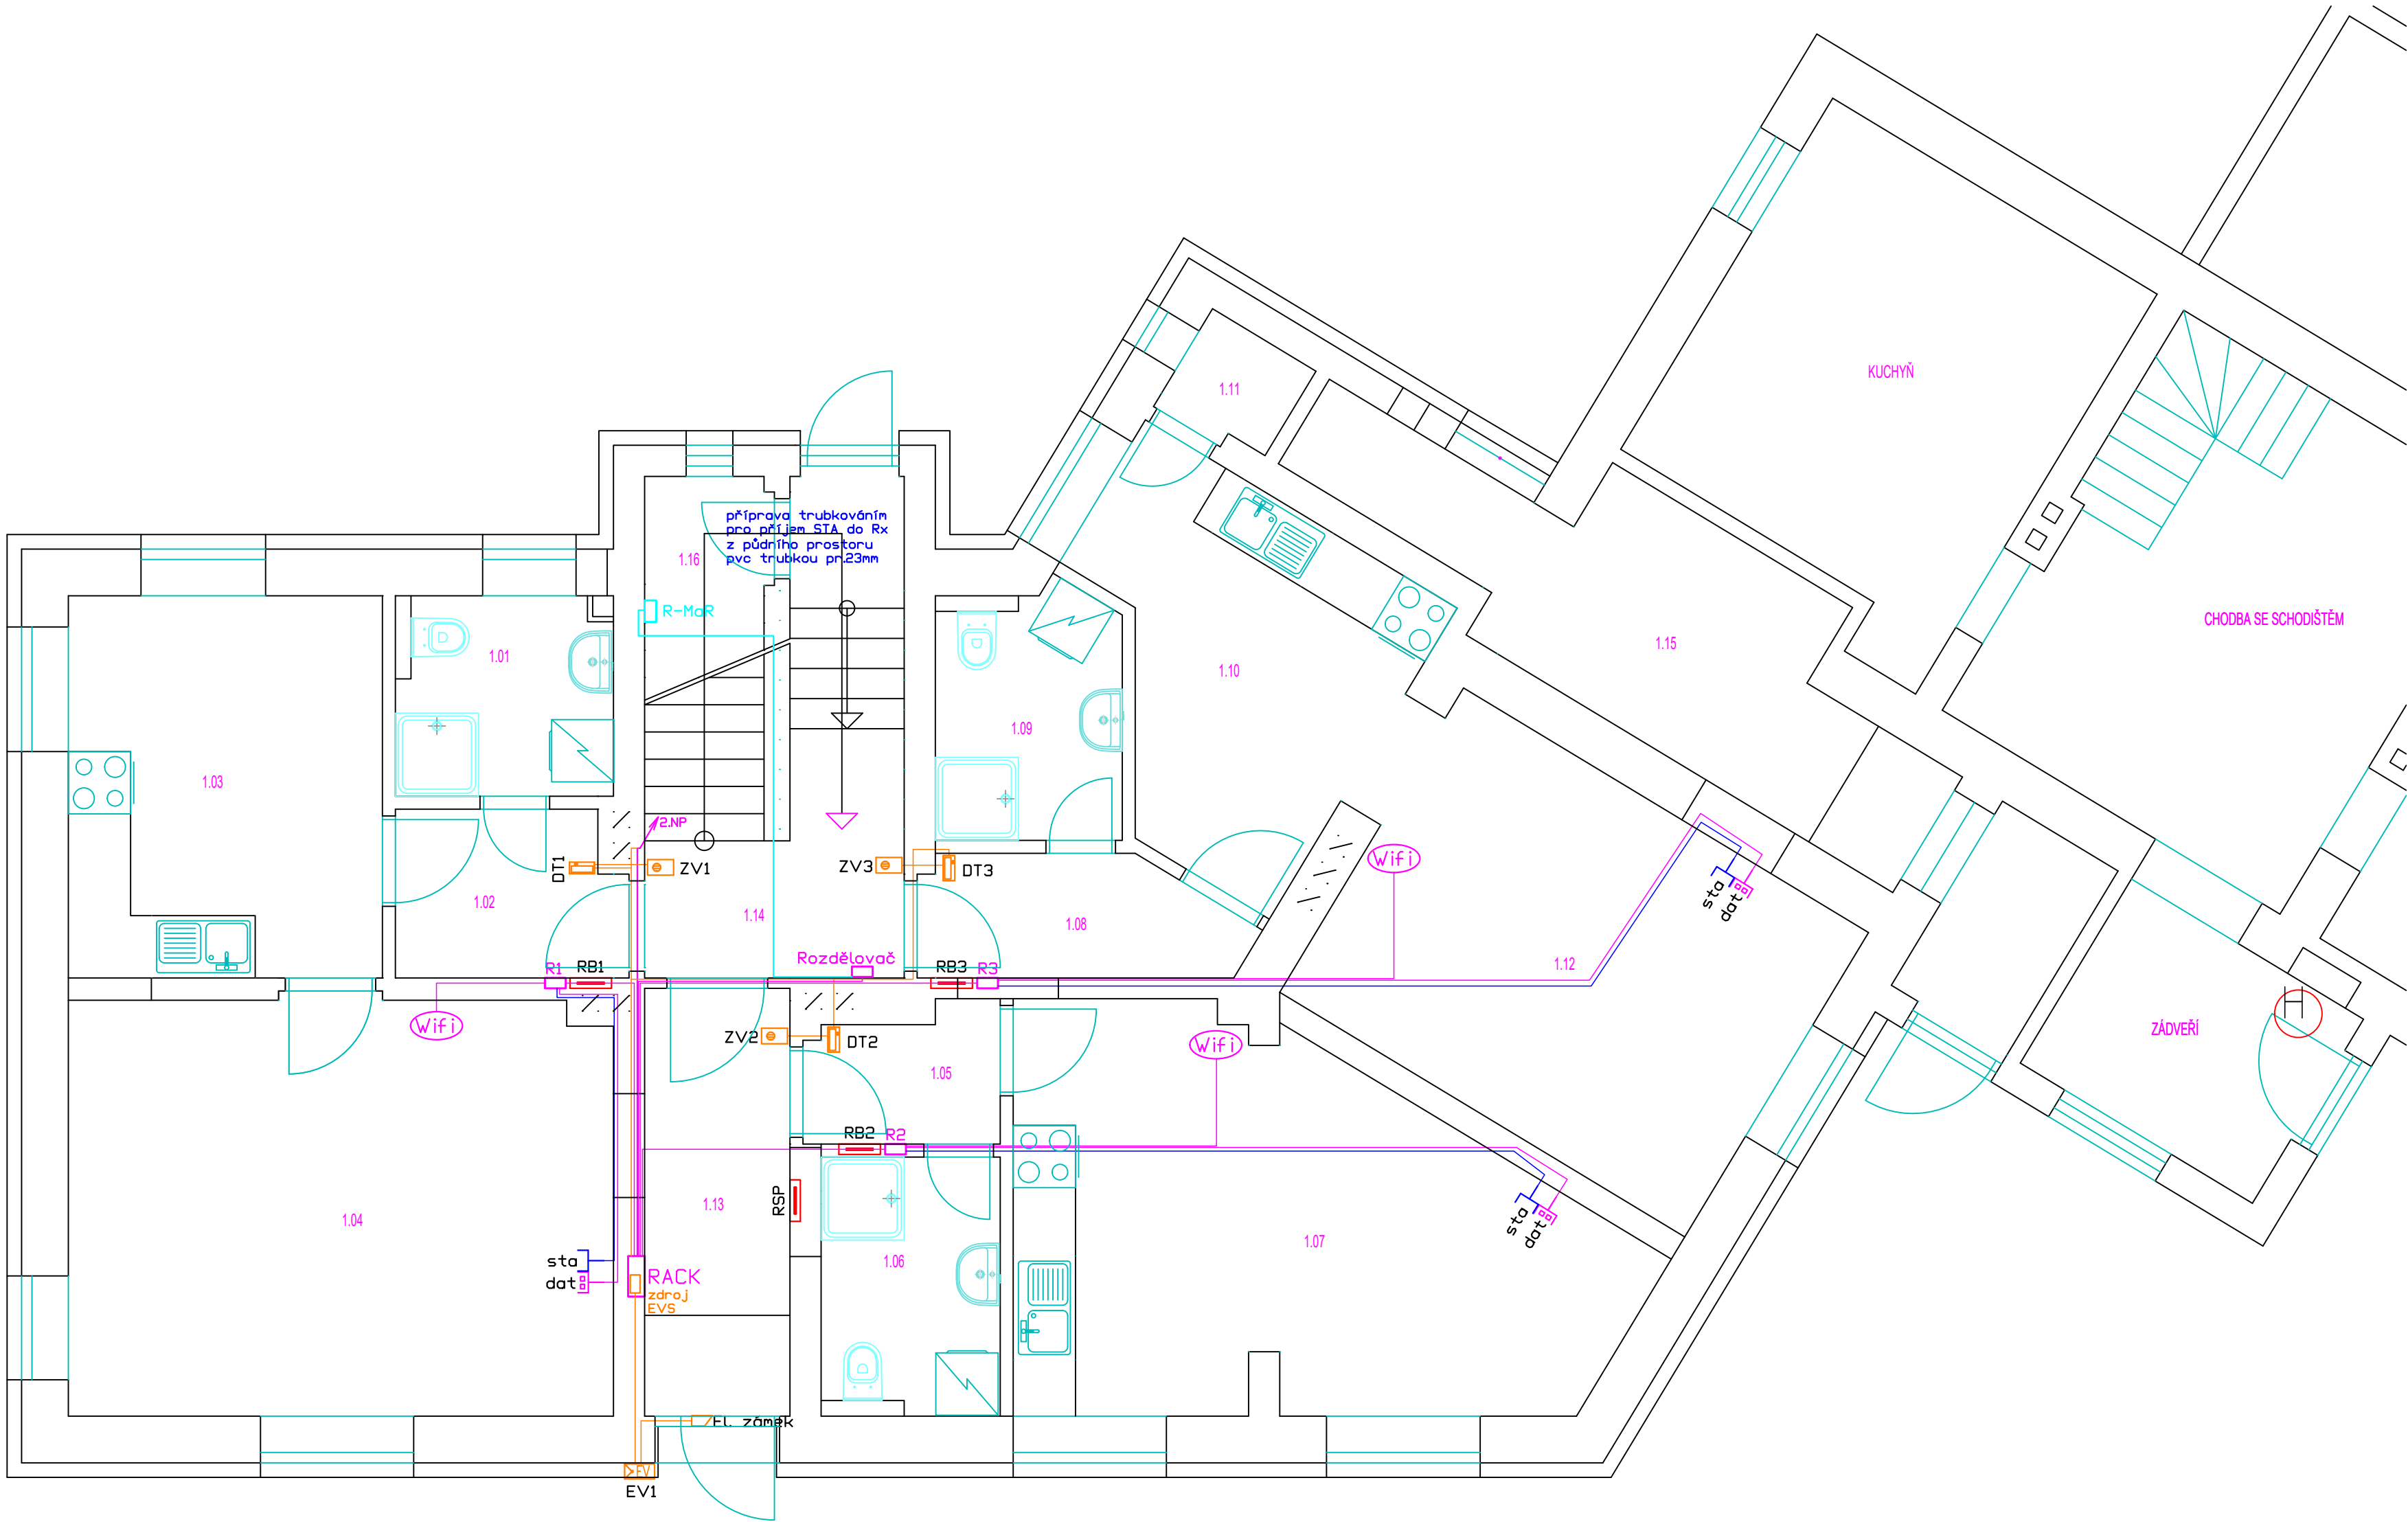 KUCHYŇ
1.11
příprava trubkováním
pro příjem STA do Rx
z půdního prostoru
pvc trubkou pr.23mm
1.16
R-MaR
CHODBA SE SCHODIŠTĚM
1.15
1.01
1.10
1.09
1.03
2.NP
DT1
ZV1
ZV3
DT3
Wifi
sta
dat
1.02
1.14
1.08
Rozdělovač
1.12
R1
RB1
RB3
R3
H
Wifi
ZV2
DT2
Wifi
ZÁDVEŘÍ
1.05
RB2
R2
RSP
1.13
1.04
sta
dat
1.07
1.06
sta
dat
RACK
zdroj
EVS
El. zámek
EV
EV1